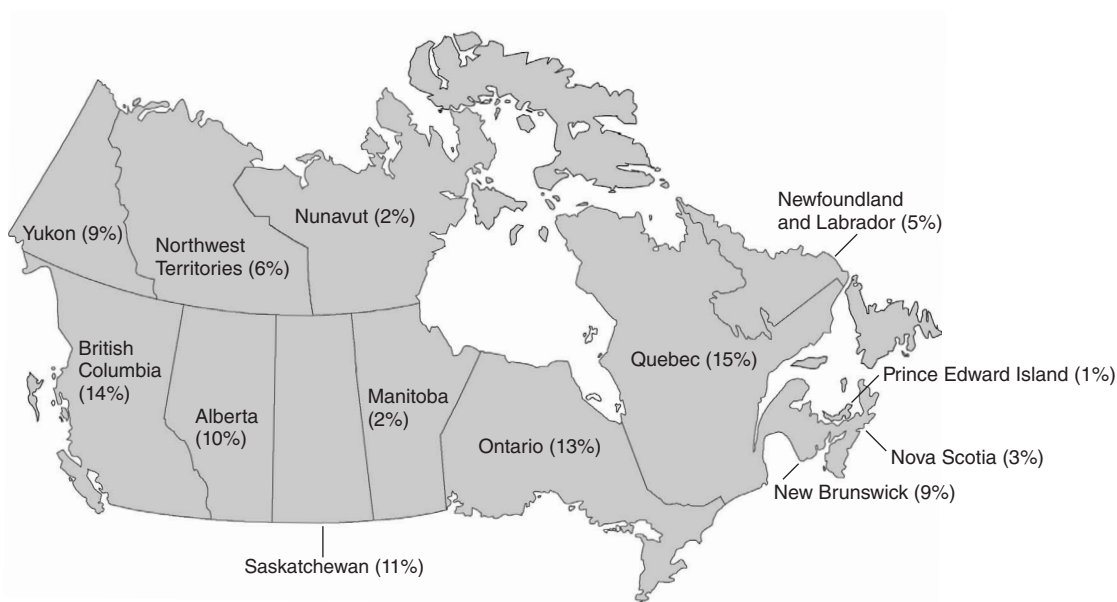 Newfoundland
and Labrador (5%)
Nunavut (2%)
Yukon (9%)
Northwest
Territories (6%)
British
Columbia
(14%)
Quebec (15%)
Prince Edward Island (1%)
Manitoba
(2%)
Alberta
(10%)
Ontario (13%)
Nova Scotia (3%)
New Brunswick (9%)
Saskatchewan (11%)